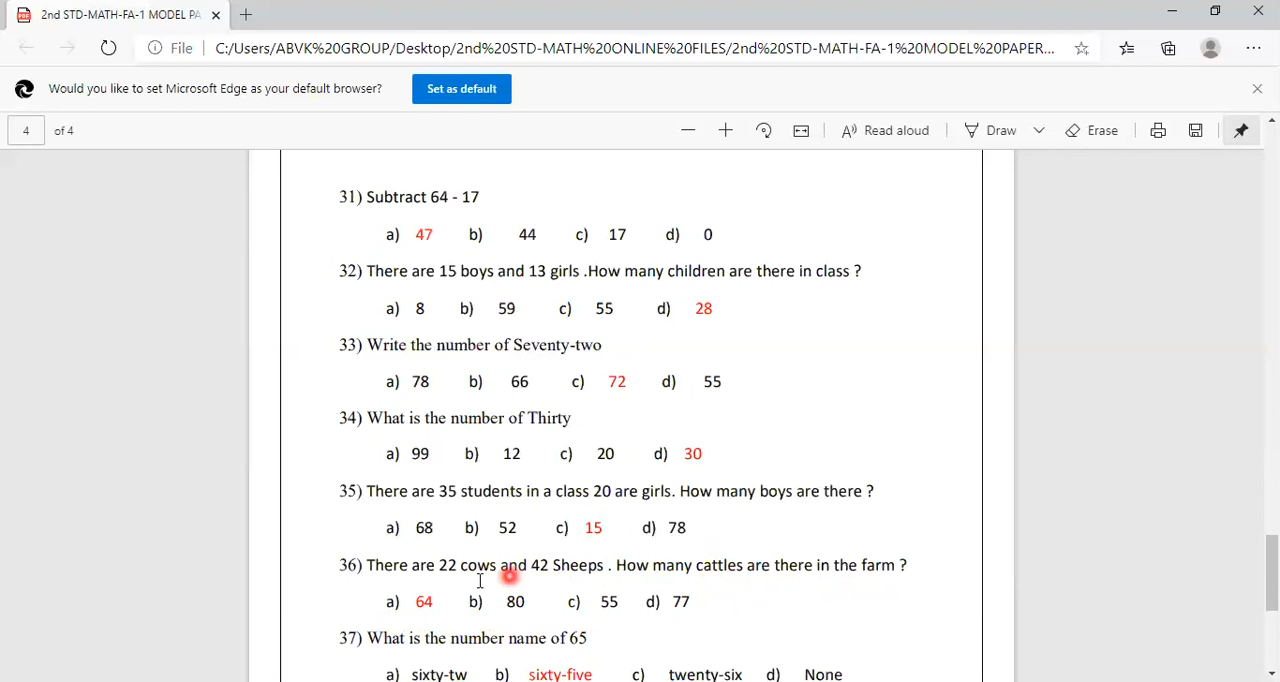 2nd STD-MATH-FA-1 MODEL PA
File C:/Users/ABVK%20GROUP/Desktop/2nd%20STD-MATH%20ONLINE%20FILES/2nd%20STD-MATH-FA-1%20MODEL%20PAPER...
Would you like to set Microsoft Edge as your default browser? Set as default
4 of 4 Read aloud Draw Erase
31) Subtract 64 - 17
a) 47 b) 44 c) 17 d) 0
32) There are 15 boys and 13 girls .How many children are there in class ?
a) 8 b) 59 c) 55 d) 28
33) Write the number of Seventy-two
a) 78 b) 66 c) 72 d) 55
34) What is the number of Thirty
a) 99 b) 12 c) 20 d) 30
35) There are 35 students in a class 20 are girls. How many boys are there ?
a) 68 b) 52 c) 15 d) 78
36) There are 22 cows and 42 Sheeps . How many cattles are there in the farm ?
a) 64 b) 80 c) 55 d) 77
37) What is the number name of 65
a) sixty-tw b) sixty-five c) twenty-six d) None